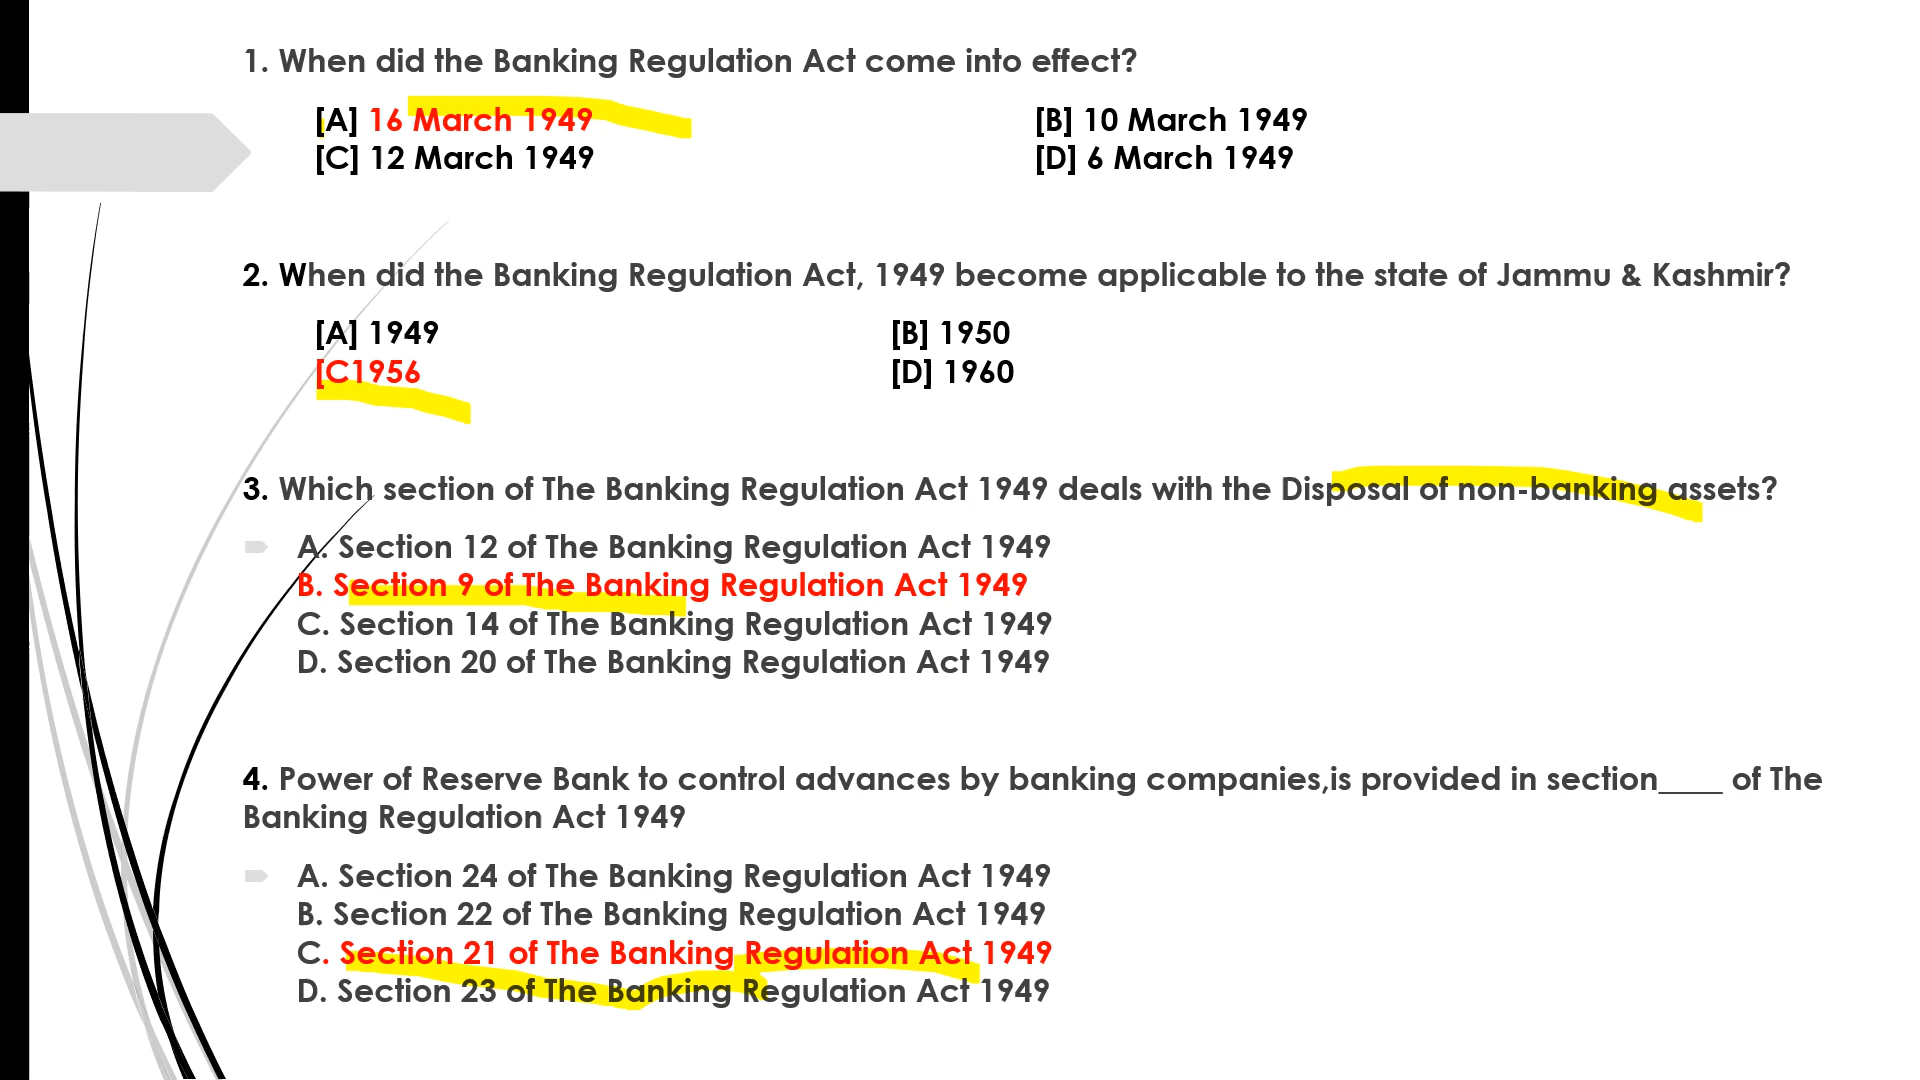 1. When did the Banking Regulation Act come into effect?
[A] 16 March 1949 [B] 10 March 1949
[C] 12 March 1949 [D] 6 March 1949
2. When did the Banking Regulation Act, 1949 become applicable to the state of Jammu & Kashmir?
[A] 1949 [B] 1950
[C1956 [D] 1960
3. Which section of The Banking Regulation Act 1949 deals with the Disposal of non-banking assets?
A. Section 12 of The Banking Regulation Act 1949
B. Section 9 of The Banking Regulation Act 1949
C. Section 14 of The Banking Regulation Act 1949
D. Section 20 of The Banking Regulation Act 1949
4. Power of Reserve Bank to control advances by banking companies,is provided in section____ of The
Banking Regulation Act 1949
A. Section 24 of The Banking Regulation Act 1949
B. Section 22 of The Banking Regulation Act 1949
C. Section 21 of The Banking Regulation Act 1949
D. Section 23 of The Banking Regulation Act 1949